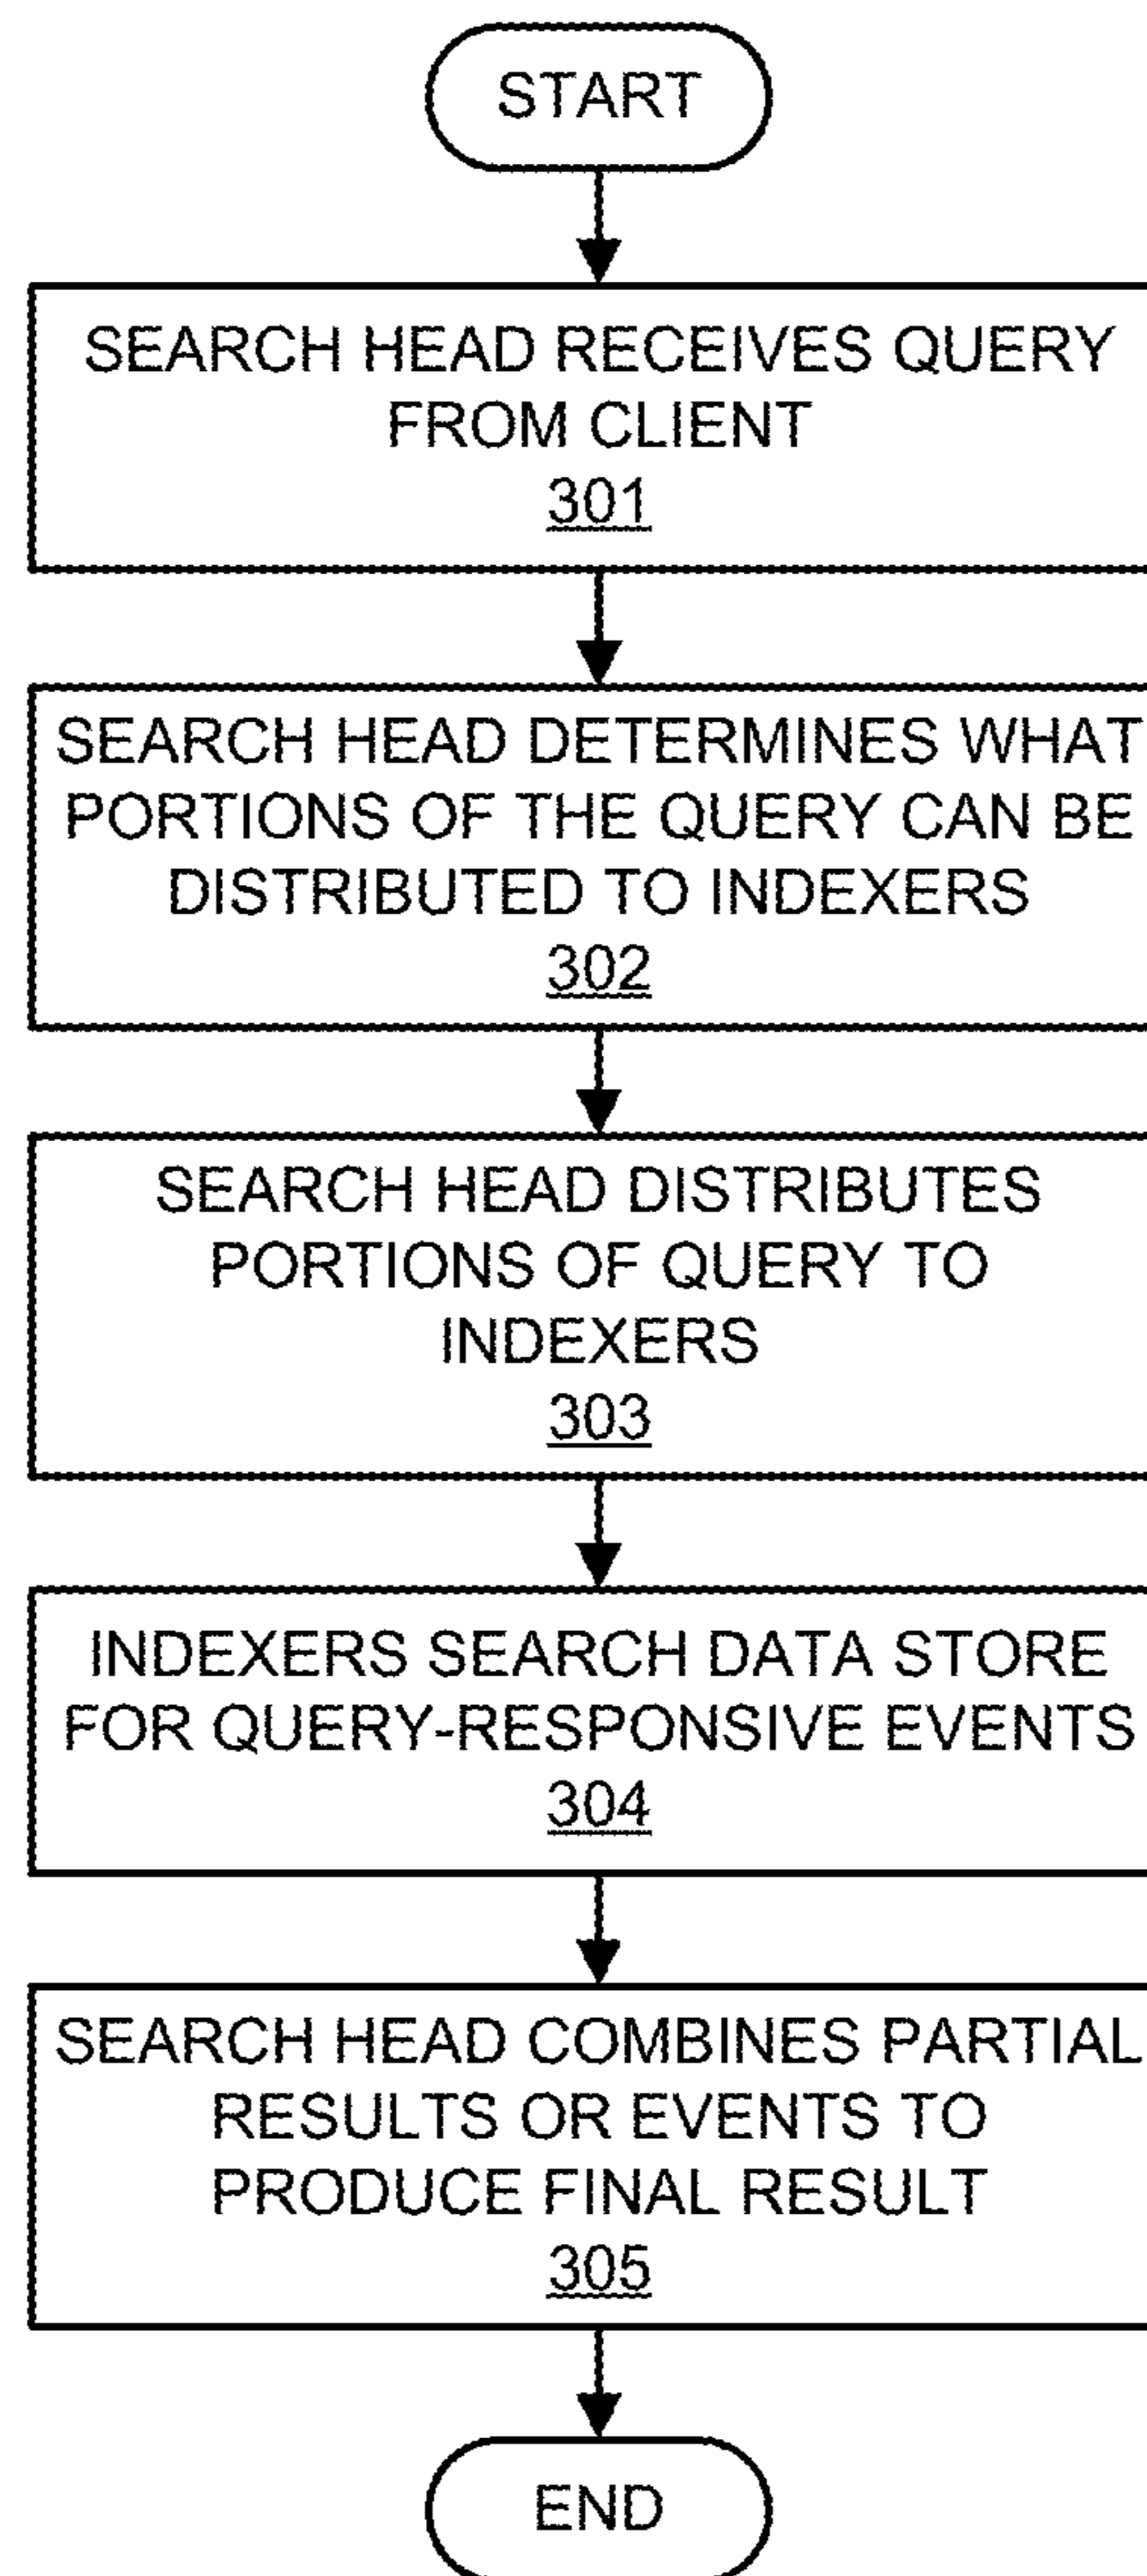 START
SEARCH HEAD RECEIVES QUERY
FROM CLIENT
301
SEARCH HEAD DETERMINES WHAT
PORTIONS OF THE QUERY CAN BE
DISTRIBUTED TO INDEXERS
302
SEARCH HEAD DISTRIBUTES
PORTIONS OF QUERY TO
INDEXERS
303
INDEXERS SEARCH DATA STORE
FOR QUERY-RESPONSIVE EVENTS
304
SEARCH HEAD COMBINES PARTIAL
RESULTS OR EVENTS TO
PRODUCE FINAL RESULT
305
END